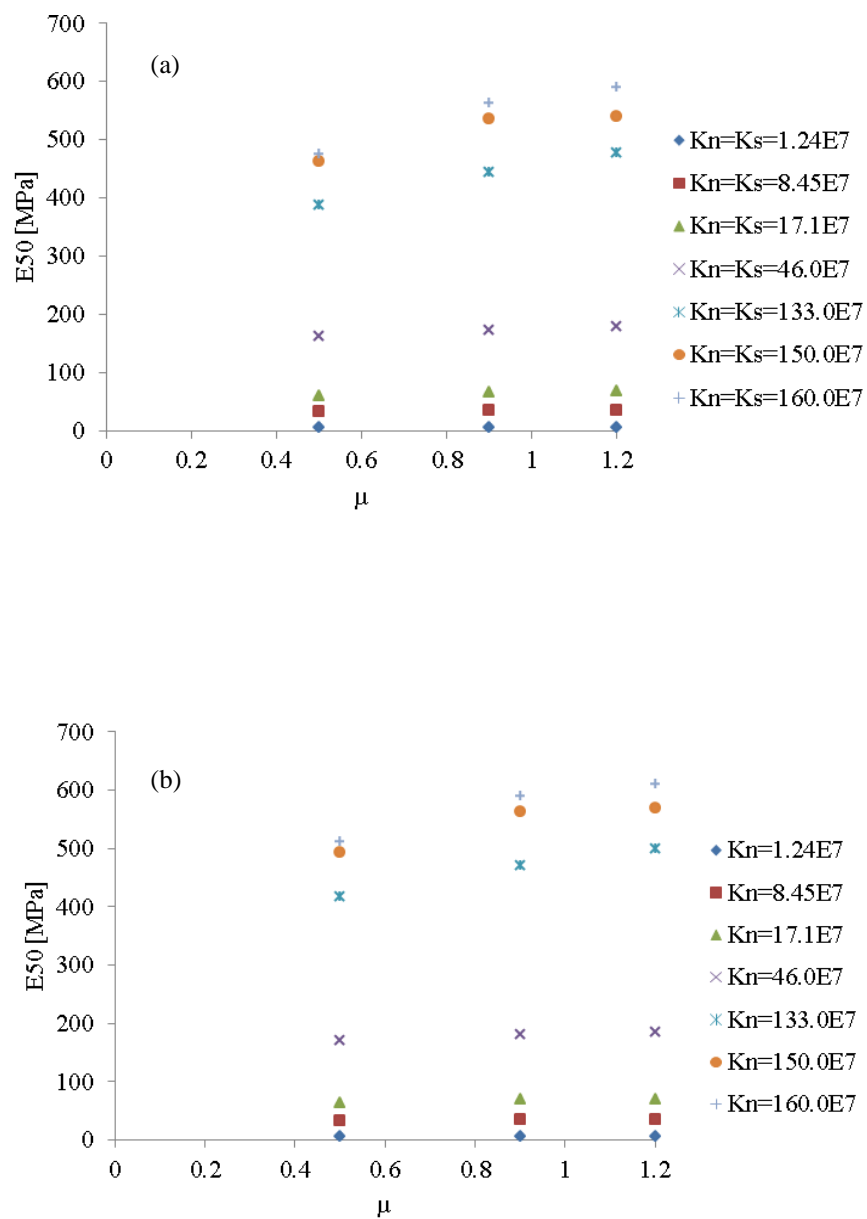 700
600
500
400
300
200
100
0
E50 [MPa]
(a)
0 0.2 0.4 0.6 0.8 1 1.2
μ
Kn=Ks=1.24E7
Kn=Ks=8.45E7
Kn=Ks=17.1E7
Kn=Ks=46.0E7
Kn=Ks=133.0E7
Kn=Ks=150.0E7
Kn=Ks=160.0E7
700
600
500
400
300
200
100
0
E50 [MPa]
(b)
0 0.2 0.4 0.6 0.8 1 1.2
μ
Kn=1.24E7
Kn=8.45E7
Kn=17.1E7
Kn=46.0E7
Kn=133.0E7
Kn=150.0E7
Kn=160.0E7